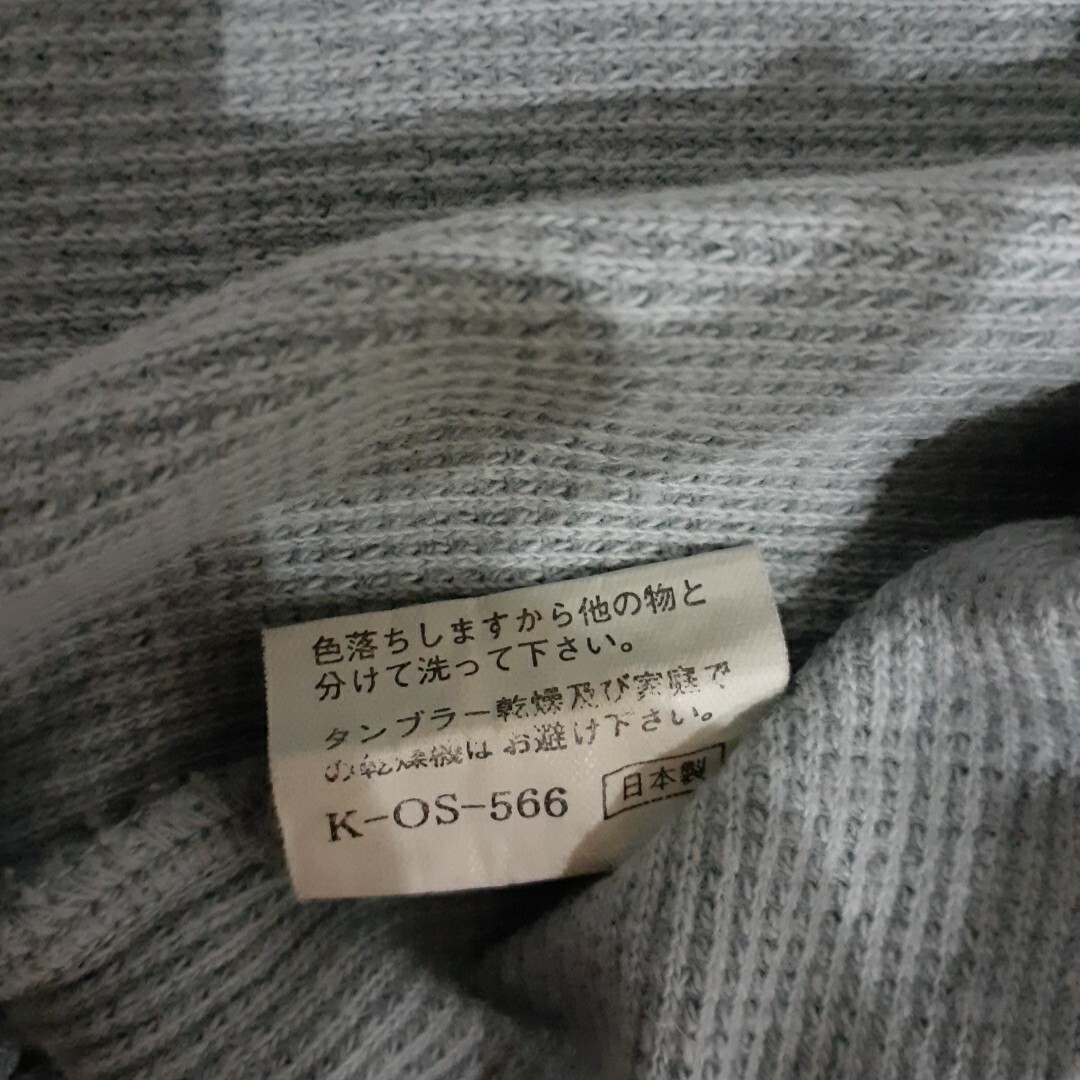 色落ちしますから他の物と
分けて洗って下さい。
タンブラー乾燥及び家庭で
の乾燥機はお避け下さい。
K-OS-566
日本製